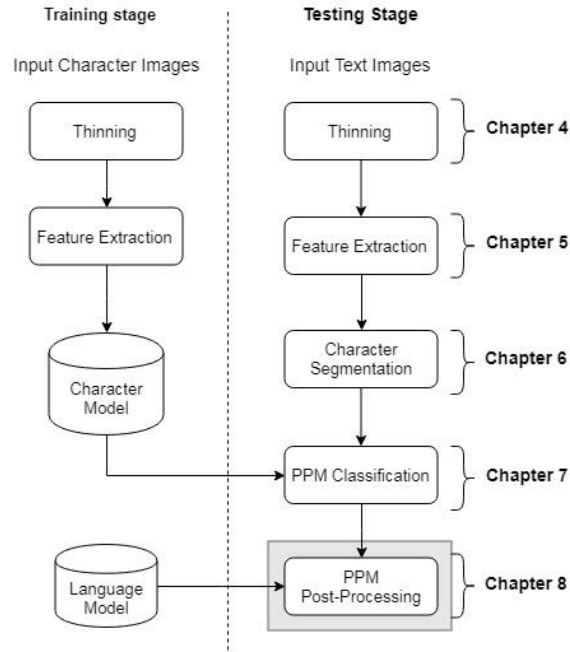 Training stage
Testing Stage
Input Character Images
Input Text Images
Thinning
Thinning
Chapter 4
Feature Extraction
Feature Extraction
Chapter 5
Character
Segmentation
Chapter 6
Character
Model
PPM Classification
Chapter 7
Language
Model
PPM
Post-Processing
Chapter 8